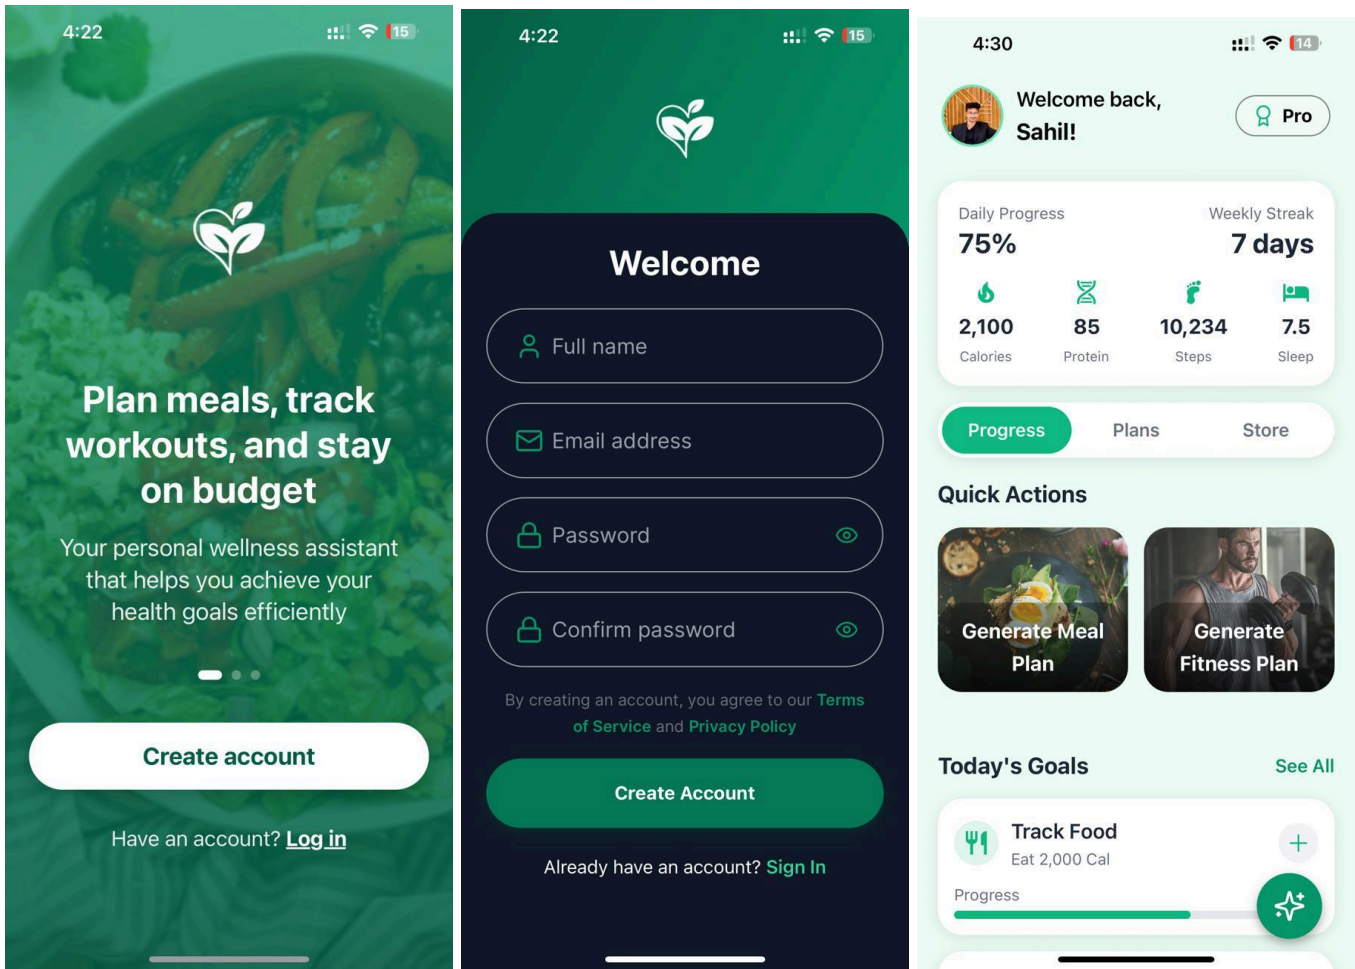 4:22
15
Plan meals, track
workouts, and stay
on budget
Your personal wellness assistant
that helps you achieve your
health goals efficiently
Create account
Have an account? Log in
4:22
15
Welcome
Full name
Email address
Password
Confirm password
By creating an account, you agree to our Terms
of Service and Privacy Policy
Create Account
Already have an account? Sign In
4:30
14
Welcome back,
Sahil!
Pro
Daily Progress
Weekly Streak
75%
7 days
2,100
85
10,234
7.5
Calories
Protein
Steps
Sleep
Progress
Plans
Store
Quick Actions
Generate Meal
Plan
Generate
Fitness Plan
Today's Goals
See All
Track Food
Eat 2,000 Cal
Progress